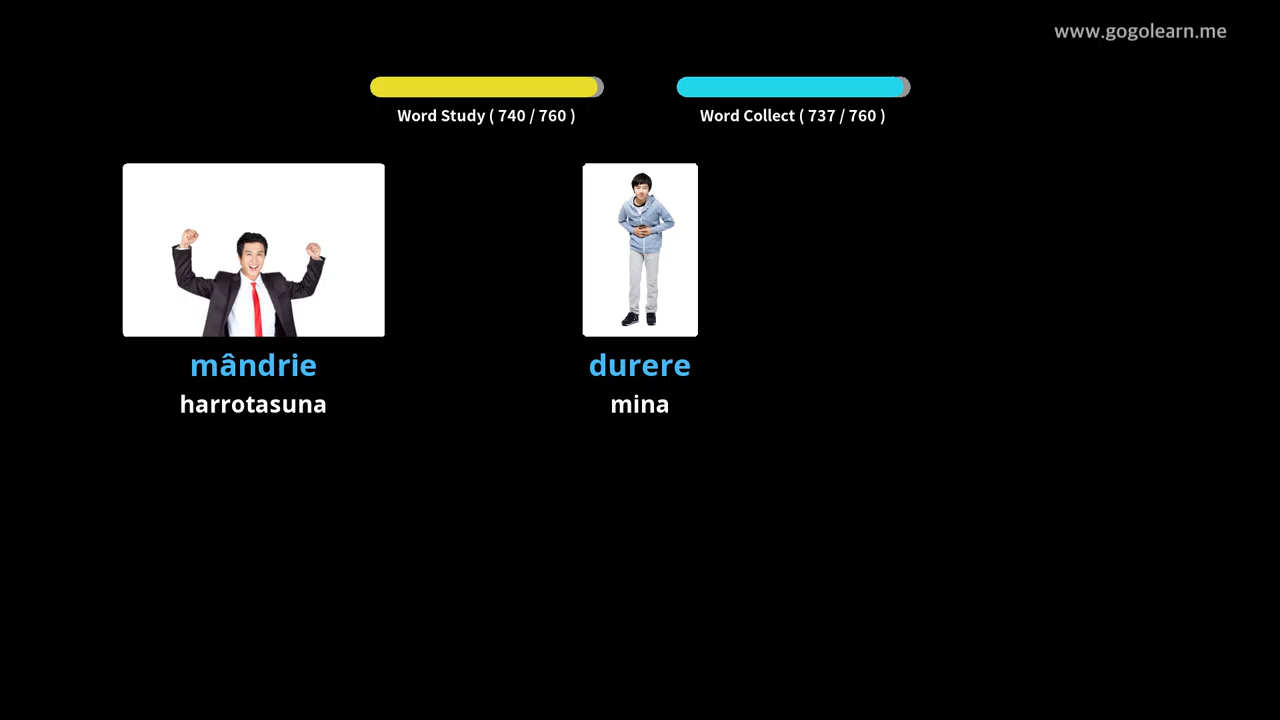 www.gogolearn.me
Word Study ( 740 / 760 )
Word Collect ( 737 / 760 )
mândrie
harrotasuna
durere
mina